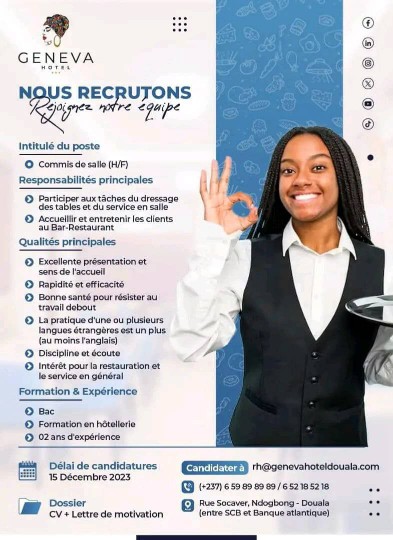 GENEVA
HOTEL
NOUS RECRUTONS
Rejoignez notre équipe
Intitulé du poste
Commis de salle (H/F)
Responsabilités principales
Participer aux tâches du dressage
des tables et du service en salle
Accueillir et entretenir les clients
au Bar-Restaurant
Qualités principales
Excellente présentation et
sens de l'accueil
Rapidité et efficacité
Bonne santé pour résister au
travail debout
La pratique d'une ou plusieurs
langues étrangères est un plus
(au moins l'anglais)
Discipline et écoute
Intérêt pour la restauration et
le service en général
Formation & Expérience
Bac
Formation en hôtellerie
02 ans d'expérience
Délai de candidatures
15 Décembre 2023
Dossier
CV + Lettre de motivation
Candidater à rh@genevahoteldouala.com
(+237) 6 59 89 89 89 / 6 52 18 52 18
Rue Socaver, Ndogbong - Douala
(entre SCB et Banque atlantique)